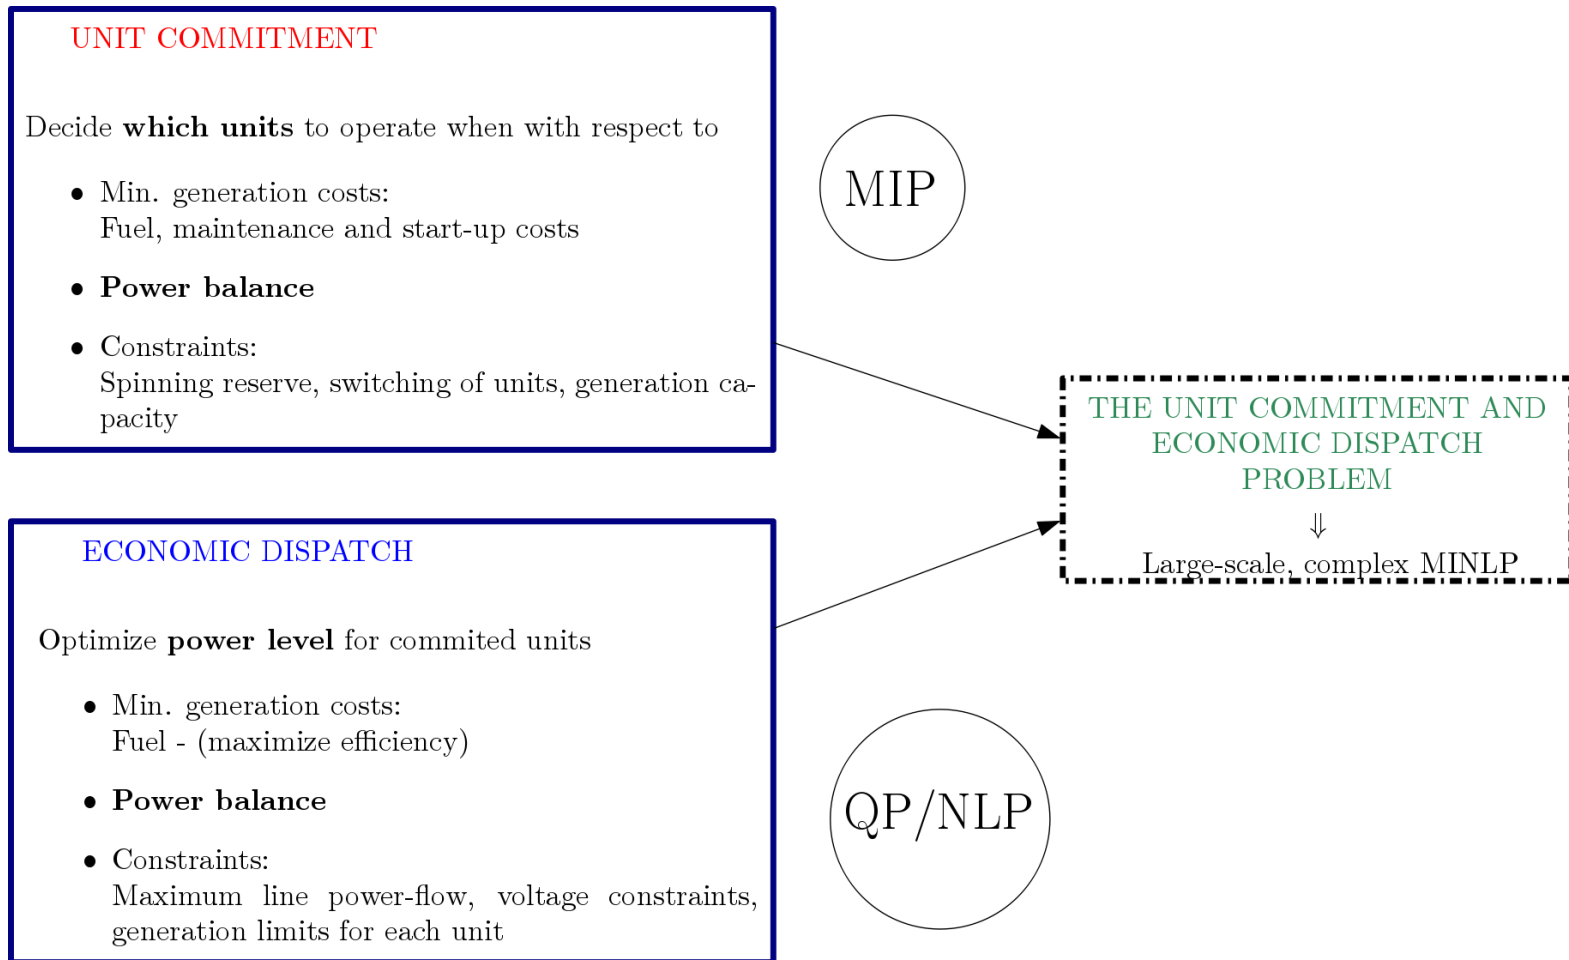 UNIT COMMITMENT
Decide which units to operate when with respect to
• Min. generation costs:
Fuel, maintenance and start-up costs
• Power balance
• Constraints:
Spinning reserve, switching of units, generation ca-
pacity
MIP
THE UNIT COMMITMENT AND
ECONOMIC DISPATCH
PROBLEM
⇓
Large-scale, complex MINLP
ECONOMIC DISPATCH
Optimize power level for commited units
• Min. generation costs:
Fuel - (maximize efficiency)
• Power balance
• Constraints:
Maximum line power-flow, voltage constraints,
generation limits for each unit
QP/NLP